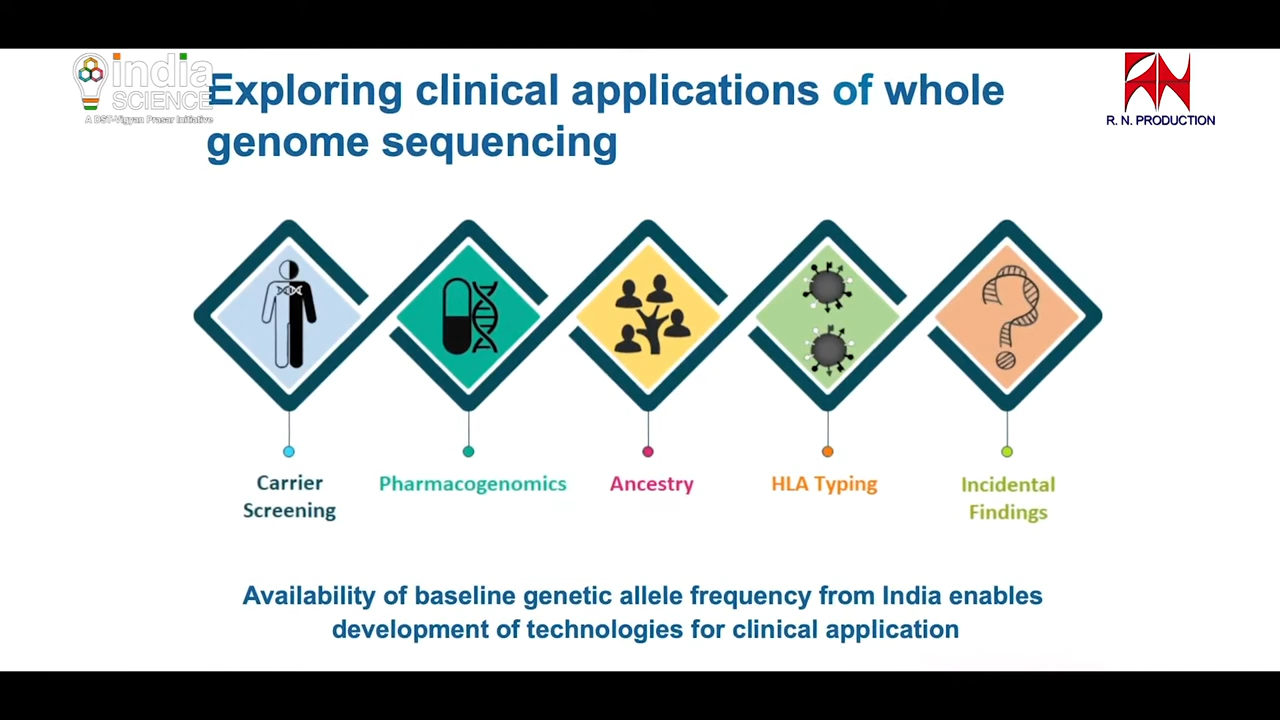 india
SCIENCE
A DST-Vigyan Prasar Initiative
R. N. PRODUCTION
Exploring clinical applications of whole
genome sequencing
Carrier
Screening
Pharmacogenomics
Ancestry
HLA Typing
Incidental
Findings
Availability of baseline genetic allele frequency from India enables
development of technologies for clinical application